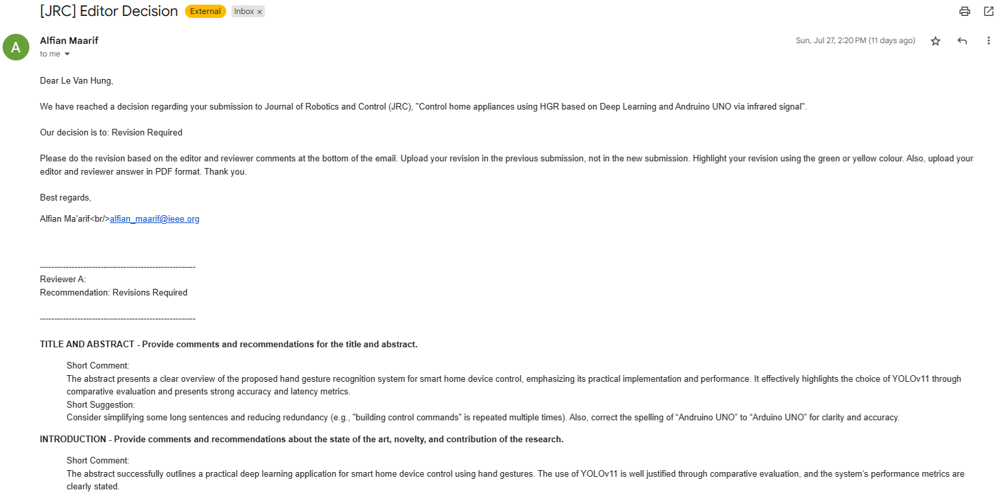 [JRC] Editor Decision External Inbox ×
A
Alfian Maarif
Sun, Jul 27, 2:20 PM (11 days ago)
to me
Dear Le Van Hung,
We have reached a decision regarding your submission to Journal of Robotics and Control (JRC), "Control home appliances using HGR based on Deep Learning and Andruino UNO via infrared signal".
Our decision is to: Revision Required
Please do the revision based on the editor and reviewer comments at the bottom of the email. Upload your revision in the previous submission, not in the new submission. Highlight your revision using the green or yellow colour. Also, upload your
editor and reviewer answer in PDF format. Thank you.
Best regards,
Alfian Ma'arif<br/>alfian_maarif@ieee.org
------------------------------------------------------
Reviewer A:
Recommendation: Revisions Required
------------------------------------------------------
TITLE AND ABSTRACT - Provide comments and recommendations for the title and abstract.
Short Comment:
The abstract presents a clear overview of the proposed hand gesture recognition system for smart home device control, emphasizing its practical implementation and performance. It effectively highlights the choice of YOLOv11 through
comparative evaluation and presents strong accuracy and latency metrics.
Short Suggestion:
Consider simplifying some long sentences and reducing redundancy (e.g., "building control commands" is repeated multiple times). Also, correct the spelling of “Andruino UNO” to “Arduino UNO” for clarity and accuracy.
INTRODUCTION - Provide comments and recommendations about the state of the art, novelty, and contribution of the research.
Short Comment:
The abstract successfully outlines a practical deep learning application for smart home device control using hand gestures. The use of YOLOv11 is well justified through comparative evaluation, and the system’s performance metrics are
clearly stated.